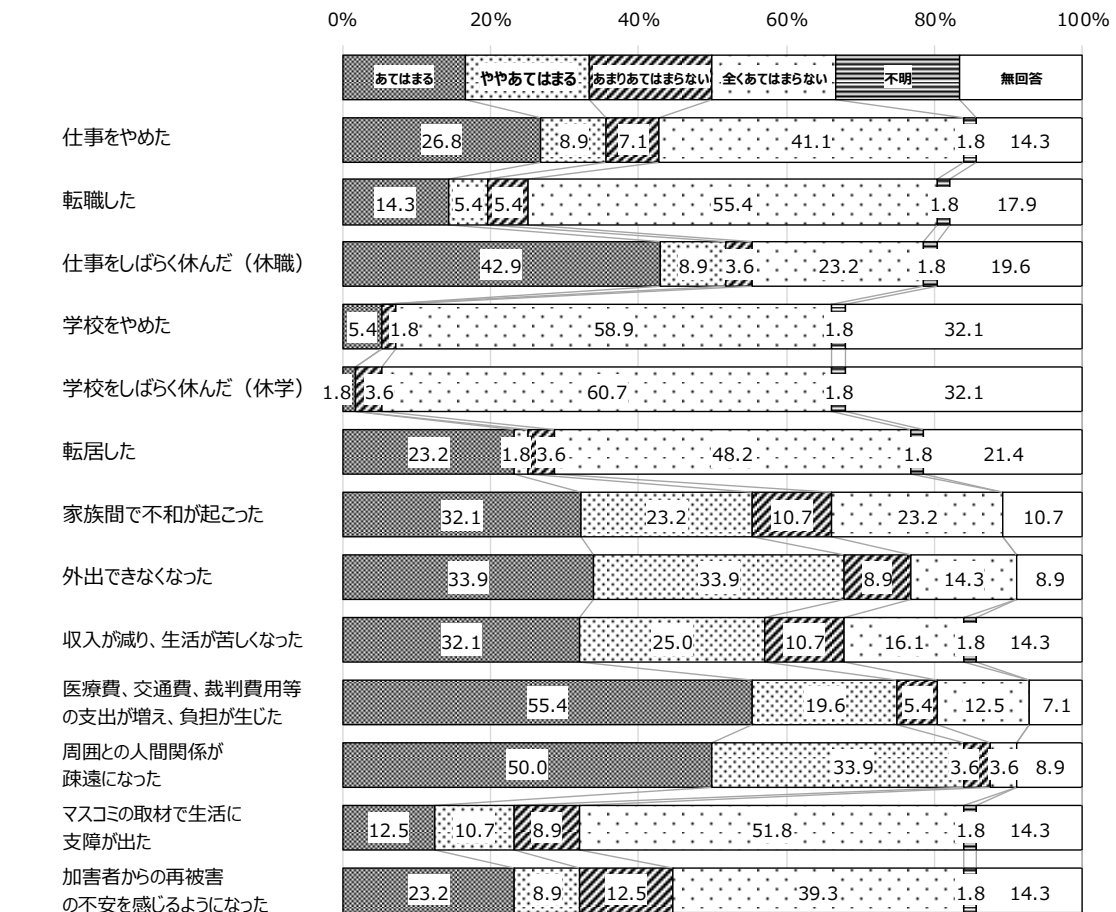 0% 20% 40% 60% 80% 100%
あてはまる ややあてはまる あまりあてはまらない 全くあてはまらない 不明 無回答
仕事をやめた 26.8 8.9 7.1 41.1 1.8 14.3
転職した 14.3 5.4 5.4 55.4 1.8 17.9
仕事をしばらく休んだ（休職） 42.9 8.9 3.6 23.2 1.8 19.6
学校をやめた 5.4 1.8 58.9 1.8 32.1
学校をしばらく休んだ（休学） 1.8 3.6 60.7 1.8 32.1
転居した 23.2 1.8 3.6 48.2 1.8 21.4
家族間で不和が起こった 32.1 23.2 10.7 23.2 10.7
外出できなくなった 33.9 33.9 8.9 14.3 8.9
収入が減り、生活が苦しくなった 32.1 25.0 10.7 16.1 1.8 14.3
医療費、交通費、裁判費用等
の支出が増え、負担が生じた 55.4 19.6 5.4 12.5 7.1
周囲との人間関係が
疎遠になった 50.0 33.9 3.6 3.6 8.9
マスコミの取材で生活に
支障が出た 12.5 10.7 8.9 51.8 1.8 14.3
加害者からの再被害
の不安を感じるようになった 23.2 8.9 12.5 39.3 1.8 14.3